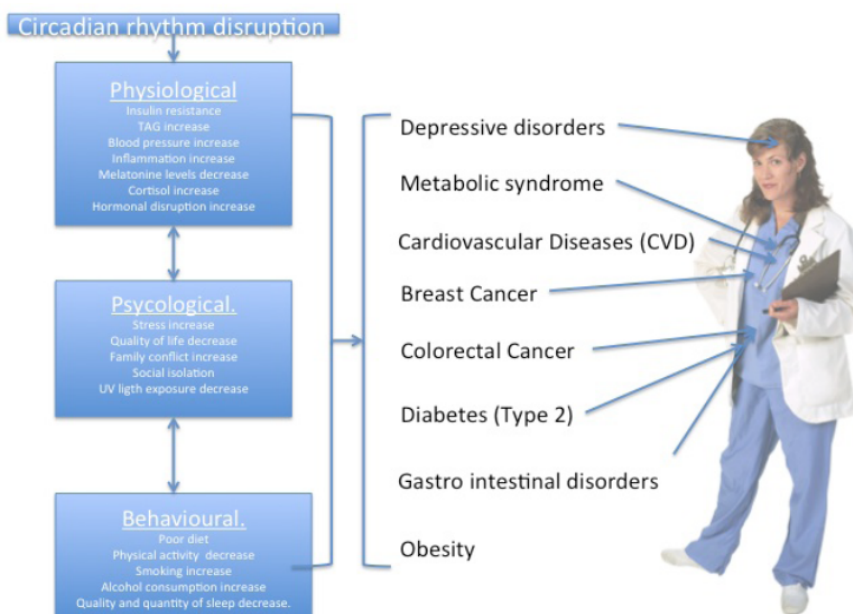 Circadian rhythm disruption
Physiological
Insulin resistance
TAG increase
Blood pressure increase
Inflammation increase
Melatonine levels decrease
Cortisol increase
Hormonal disruption increase
Psycological.
Stress increase
Quality of life decrease
Family conflict increase
Social isolation
UV ligth exposure decrease
Behavioural.
Poor diet
Physical activity decrease
Smoking increase
Alcohol consumption increase
Quality and quantity of sleep decrease.
Depressive disorders
Metabolic syndrome
Cardiovascular Diseases (CVD)
Breast Cancer
Colorectal Cancer
Diabetes (Type 2)
Gastro intestinal disorders
Obesity